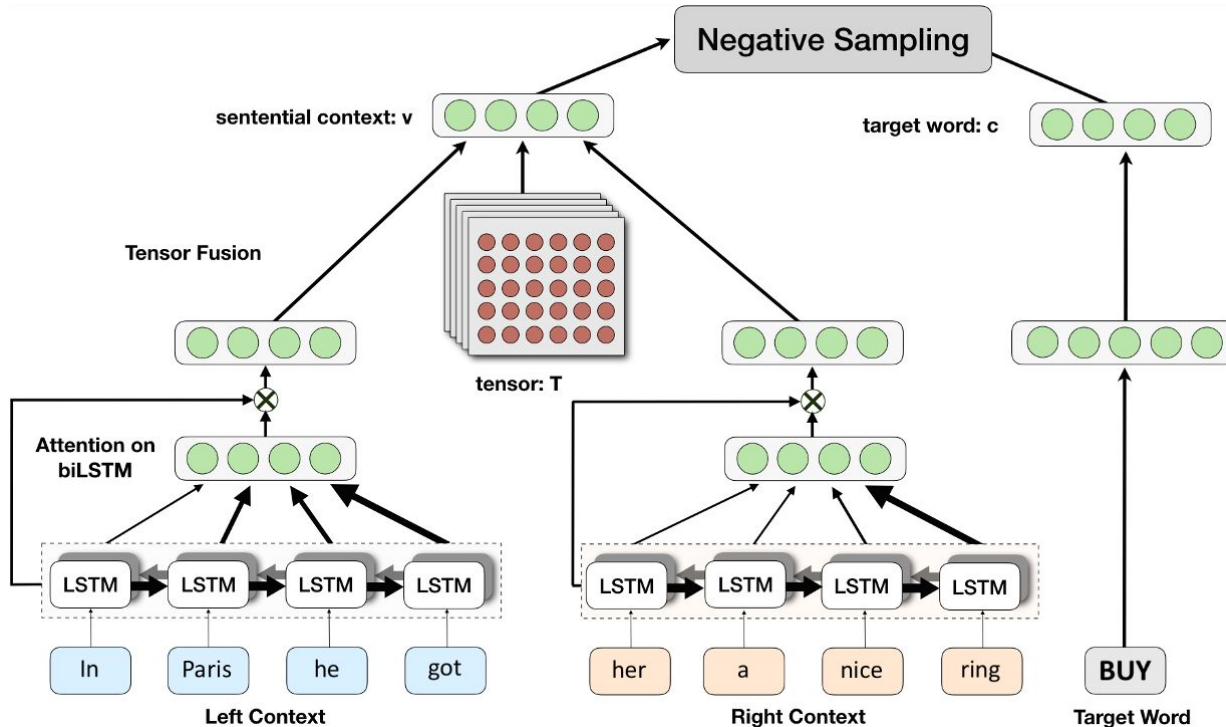 Negative Sampling
sentential context: v
target word: c
Tensor Fusion
tensor: T
Attention on
biLSTM
LSTM LSTM LSTM LSTM
LSTM LSTM LSTM LSTM
In Paris he got
her a nice ring
BUY
Left Context
Right Context
Target Word